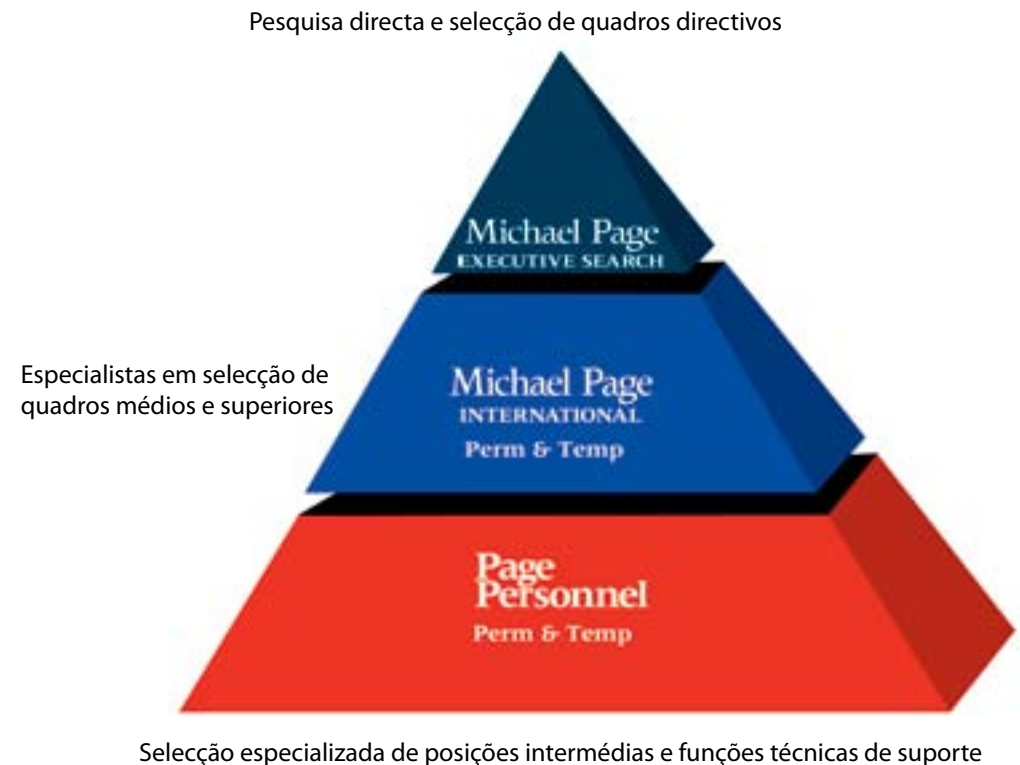 Pesquisa directa e selecção de quadros directivos
Michael Page
EXECUTIVE SEARCH
Especialistas em selecção de
quadros médios e superiores
Michael Page
INTERNATIONAL
Perm & Temp
Page
Personnel
Perm & Temp
Selecção especializada de posições intermédias e funções técnicas de suporte